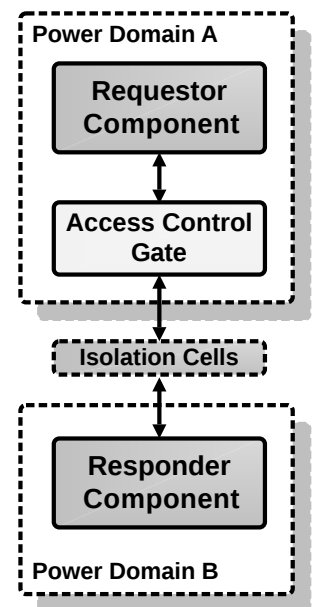 Power Domain A
Requestor
Component
Access Control
Gate
Isolation Cells
Responder
Component
Power Domain B